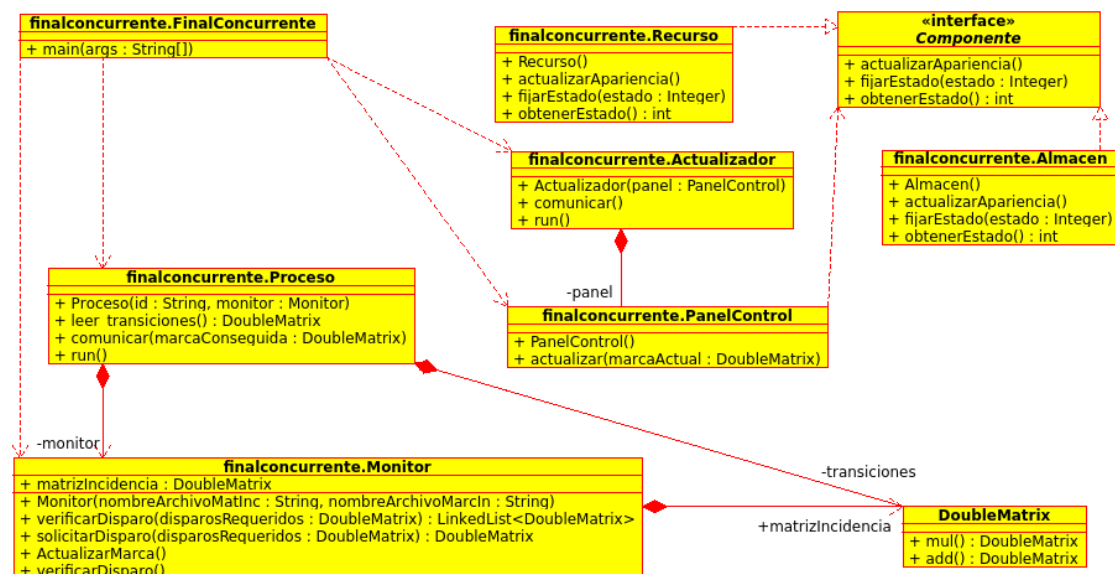 finalconcurrente.FinalConcurrente
+ main(args : String[])
finalconcurrente.Recurso
+ Recurso()
+ actualizarApariencia()
+ fijarEstado(estado : Integer)
+ obtenerEstado() : int
«interface»
Componente
+ actualizarApariencia()
+ fijarEstado(estado : Integer)
+ obtenerEstado() : int
finalconcurrente.Actualizador
+ Actualizador(panel : PanelControl)
+ comunicar()
+ run()
finalconcurrente.Almacen
+ Almacen()
+ actualizarApariencia()
+ fijarEstado(estado : Integer)
+ obtenerEstado() : int
finalconcurrente.Proceso
+ Proceso(id : String, monitor : Monitor)
+ leer_transiciones() : DoubleMatrix
+ comunicar(marcaConseguida : DoubleMatrix)
+ run()
-panel
finalconcurrente.PanelControl
+ PanelControl()
+ actualizar(marcaActual : DoubleMatrix)
-monitor
finalconcurrente.Monitor
+ matrizIncidencia : DoubleMatrix
+ Monitor(nombreArchivoMatInc : String, nombreArchivoMarcIn : String)
+ verificarDisparo(disparosRequeridos : DoubleMatrix) : LinkedList<DoubleMatrix>
+ solicitarDisparo(disparosRequeridos : DoubleMatrix) : DoubleMatrix
+ ActualizarMarca()
+ verificarDisparo()
-transiciones
+matrizIncidencia
DoubleMatrix
+ mul() : DoubleMatrix
+ add() : DoubleMatrix